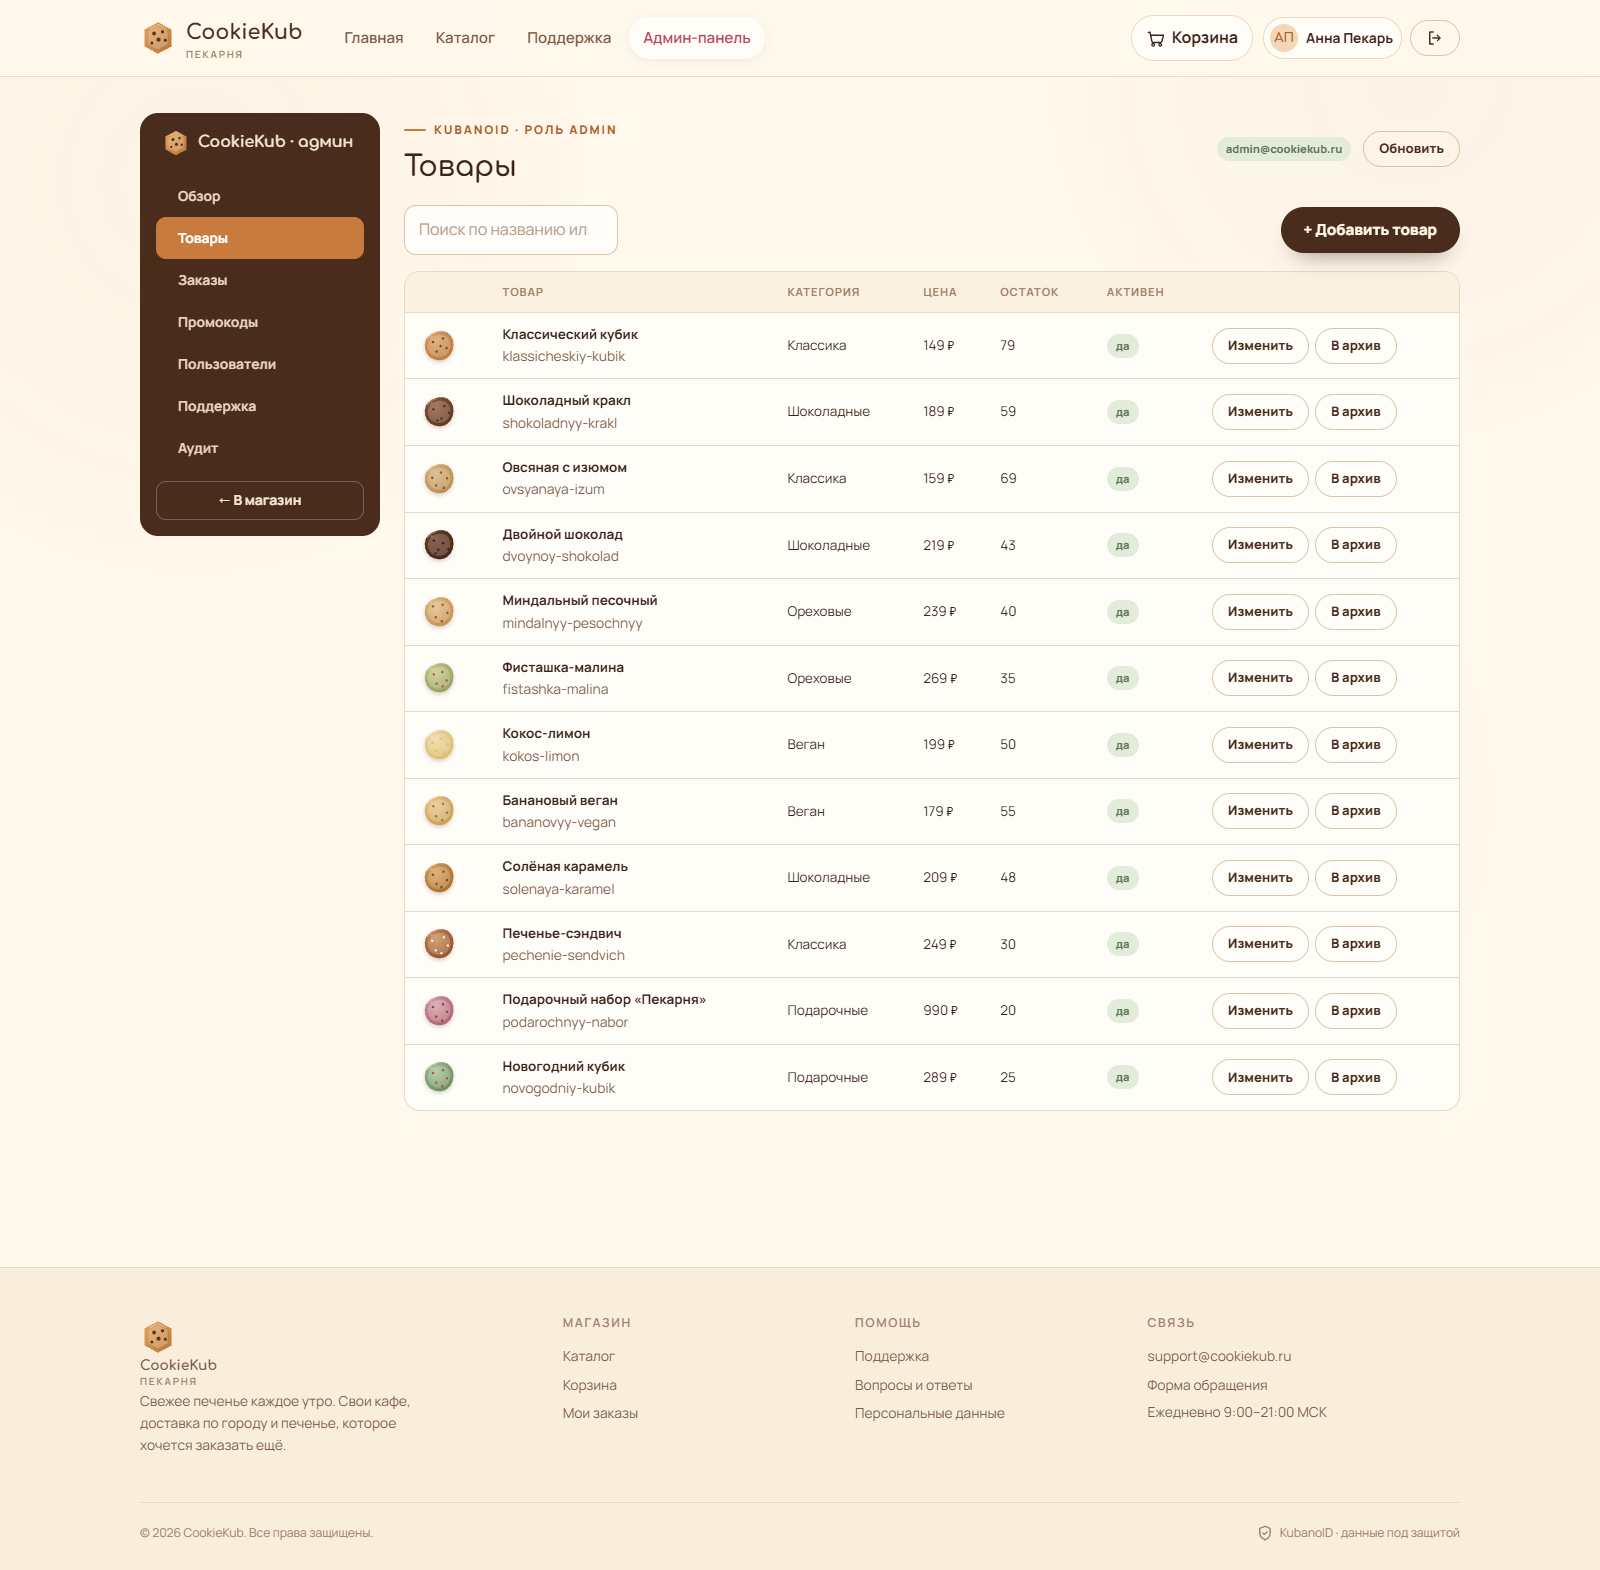 CookieKub
ПЕКАРНЯ
Главная
Каталог
Поддержка
Админ-панель
Корзина
АП
Анна Пекарь
CookieKub · админ
Обзор
Товары
Заказы
Промокоды
Пользователи
Поддержка
Аудит
← В магазин
KUBANOID · РОЛЬ ADMIN
Товары
admin@cookiekub.ru
Обновить
Поиск по названию ил
+ Добавить товар
ТОВАР КАТЕГОРИЯ ЦЕНА ОСТАТОК АКТИВЕН
Классический кубик
klassicheskiy-kubik
Классика 149 ₽ 79 да Изменить В архив
Шоколадный кракл
shokoladnyy-krakl
Шоколадные 189 ₽ 59 да Изменить В архив
Овсяная с изюмом
ovsyanaya-izum
Классика 159 ₽ 69 да Изменить В архив
Двойной шоколад
dvoynoy-shokolad
Шоколадные 219 ₽ 43 да Изменить В архив
Миндальный песочный
mindalnyy-pesochnyy
Ореховые 239 ₽ 40 да Изменить В архив
Фисташка-малина
fistashka-malina
Ореховые 269 ₽ 35 да Изменить В архив
Кокос-лимон
kokos-limon
Веган 199 ₽ 50 да Изменить В архив
Банановый веган
bananovyy-vegan
Веган 179 ₽ 55 да Изменить В архив
Солёная карамель
solenaya-karamel
Шоколадные 209 ₽ 48 да Изменить В архив
Печенье-сэндвич
pechenie-sendvich
Классика 249 ₽ 30 да Изменить В архив
Подарочный набор «Пекарня»
podarochnyy-nabor
Подарочные 990 ₽ 20 да Изменить В архив
Новогодний кубик
novogodniy-kubik
Подарочные 289 ₽ 25 да Изменить В архив
CookieKub
ПЕКАРНЯ
Свежее печенье каждое утро. Свои кафе,
доставка по городу и печенье, которое
хочется заказать ещё.
МАГАЗИН
Каталог
Корзина
Мои заказы
ПОМОЩЬ
Поддержка
Вопросы и ответы
Персональные данные
СВЯЗЬ
support@cookiekub.ru
Форма обращения
Ежедневно 9:00–21:00 МСК
© 2026 CookieKub. Все права защищены.
KubanoID · данные под защитой